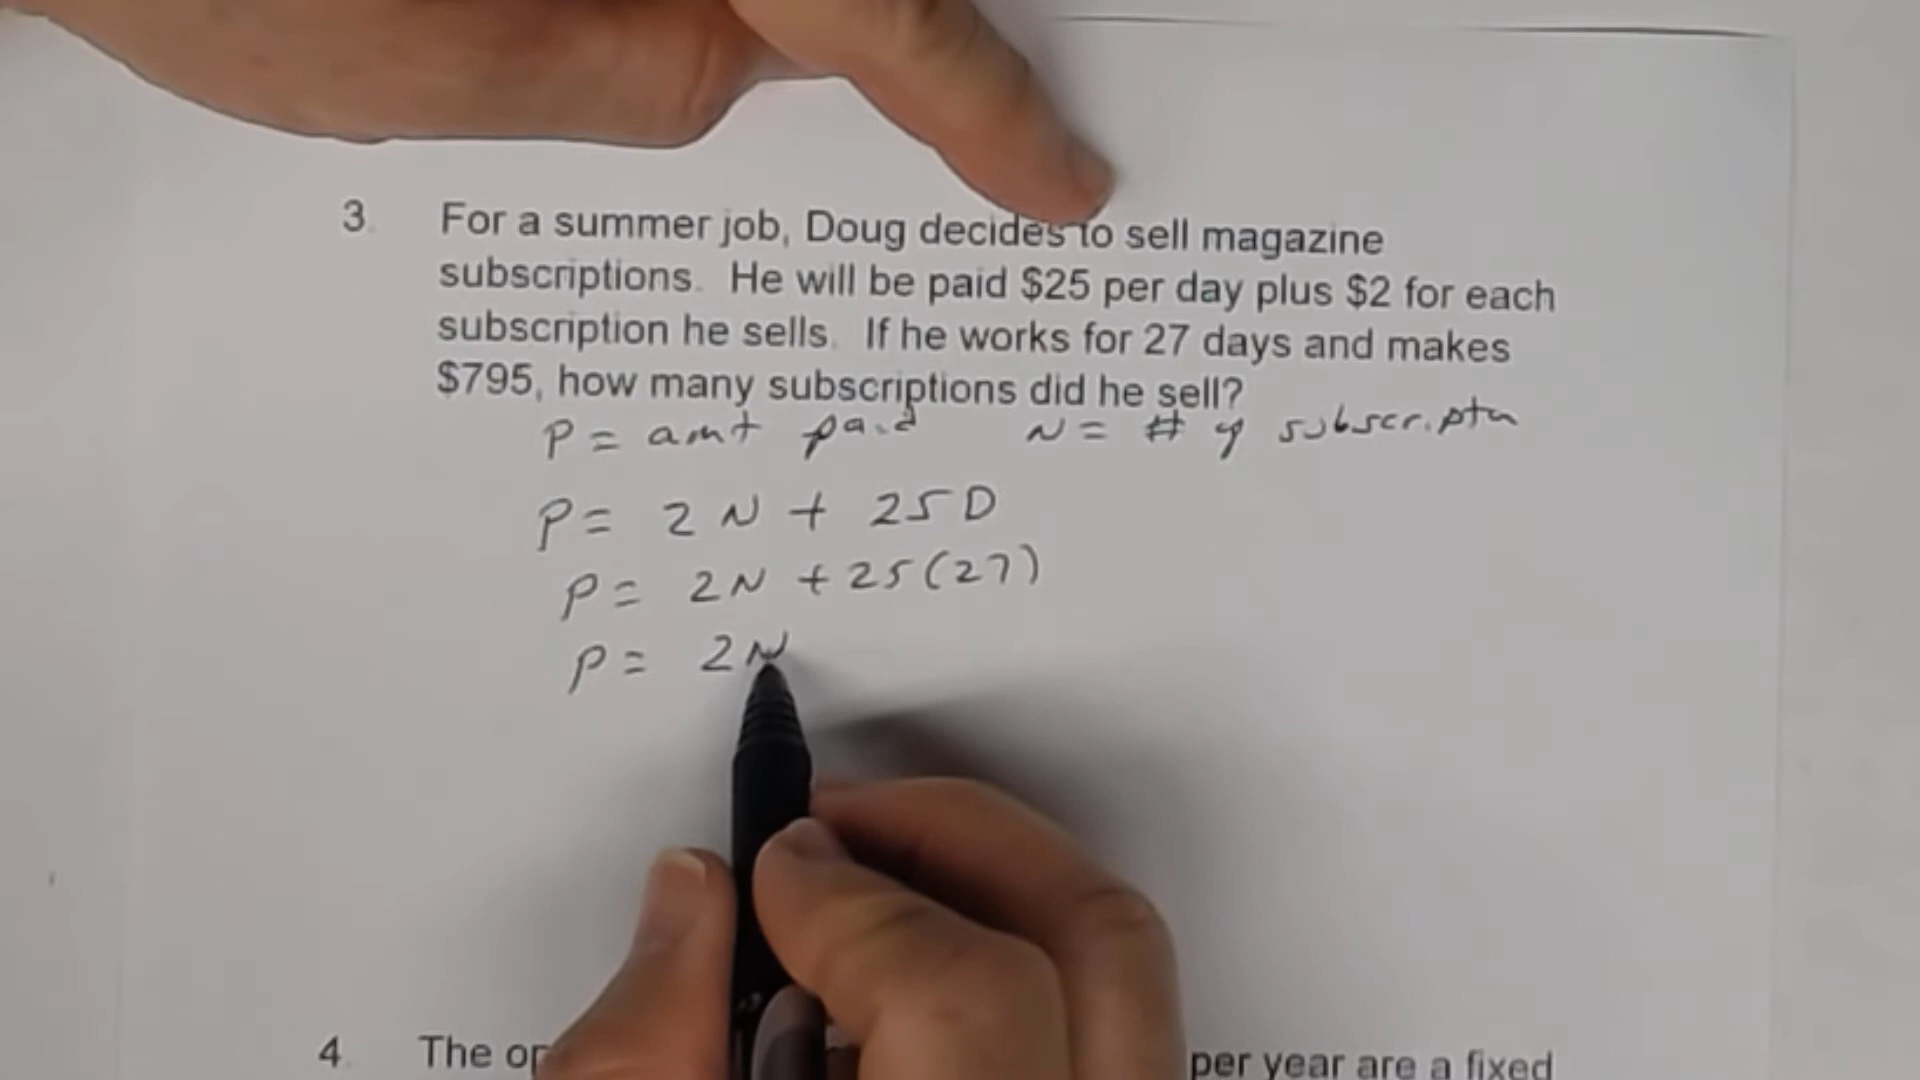 3. For a summer job, Doug decides to sell magazine
subscriptions. He will be paid $25 per day plus $2 for each
subscription he sells. If he works for 27 days and makes
$795, how many subscriptions did he sell?
P = amt paid N = # of subscriptn
P = 2N + 25D
P = 2N + 25(27)
P = 2N
4. The op per year are a fixed